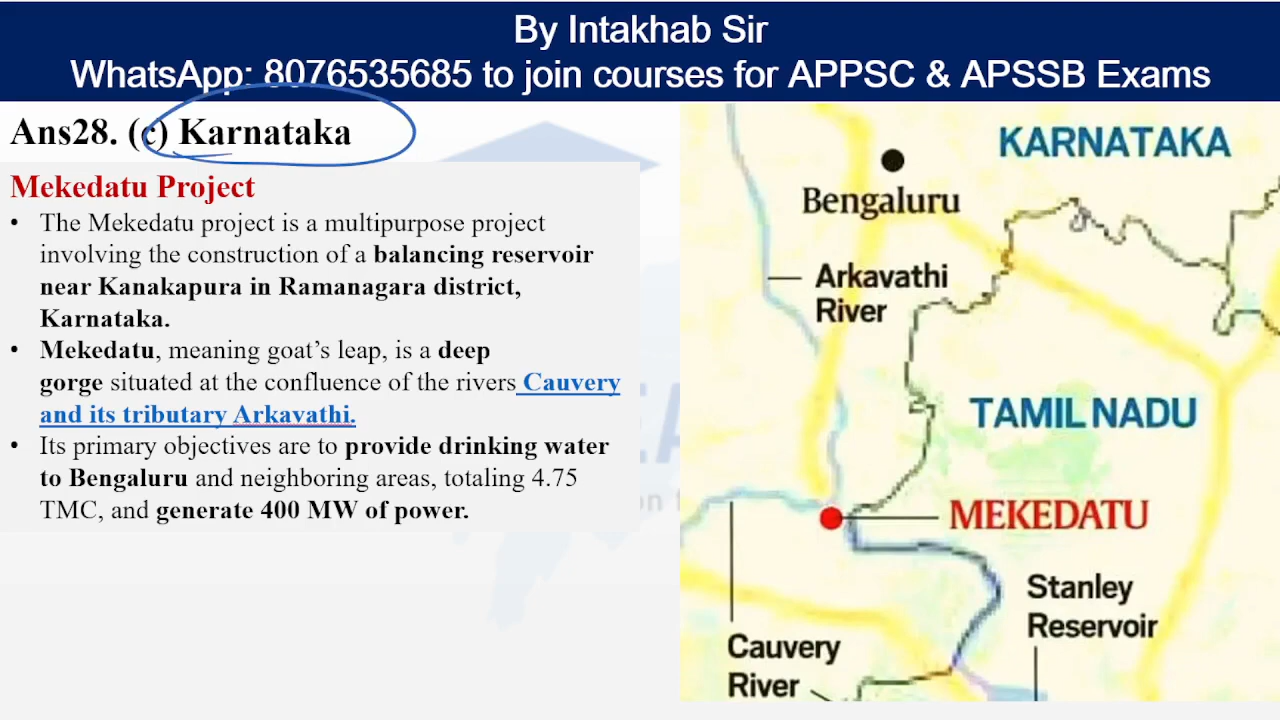 By Intakhab Sir
WhatsApp: 8076535685 to join courses for APPSC & APSSB Exams
Ans28. (c) Karnataka
Mekedatu Project
• The Mekedatu project is a multipurpose project
involving the construction of a balancing reservoir
near Kanakapura in Ramanagara district,
Karnataka.
• Mekedatu, meaning goat’s leap, is a deep
gorge situated at the confluence of the rivers Cauvery
and its tributary Arkavathi.
• Its primary objectives are to provide drinking water
to Bengaluru and neighboring areas, totaling 4.75
TMC, and generate 400 MW of power.
KARNATAKA
Bengaluru
Arkavathi
River
TAMIL NADU
MEKEDATU
Stanley
Reservoir
Cauvery
River